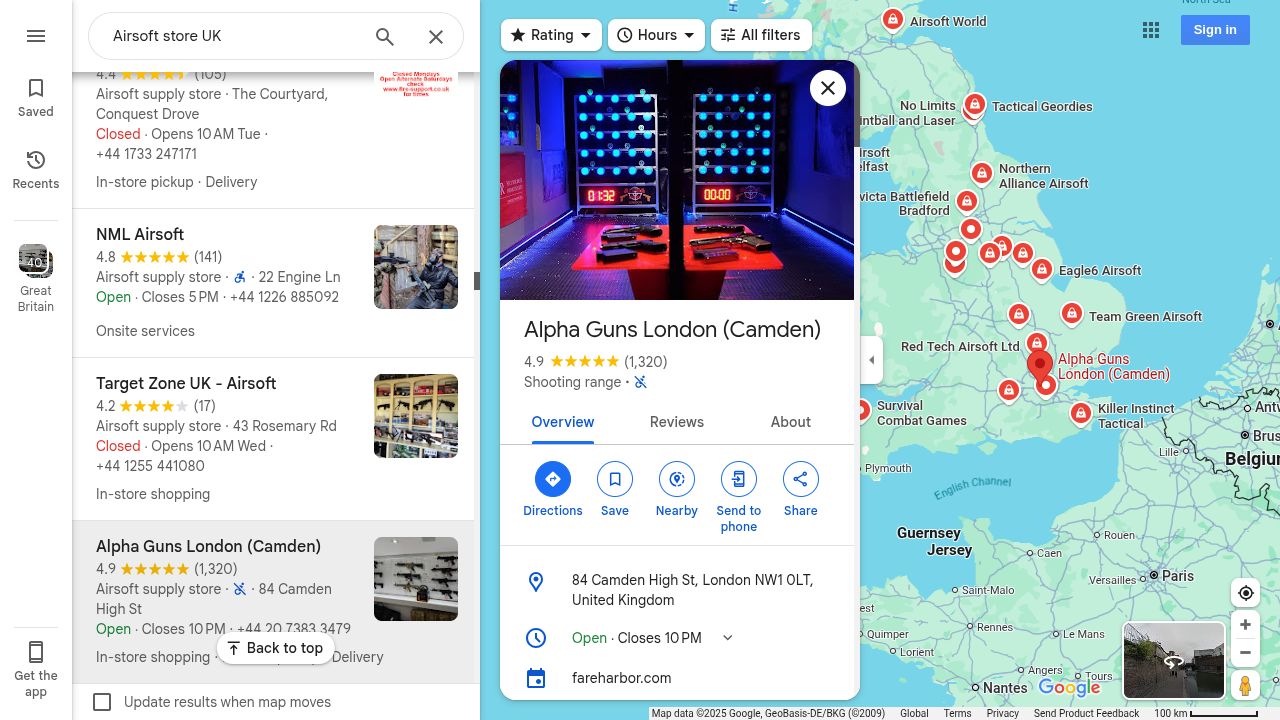 Airsoft store UK
Rating
Hours
All filters
Sign in
Saved
Recents
40
Great
Britain
Get the
app
4.4 (105)
Airsoft supply store · The Courtyard,
Conquest Drove
Closed · Opens 10 AM Tue ·
+44 1733 247171
In-store pickup · Delivery
Closed Mondays
Open Alternate Saturdays
check
www.fire-support.co.uk
for times
NML Airsoft
4.8 (141)
Airsoft supply store · 22 Engine Ln
Open · Closes 5 PM · +44 1226 885092
Onsite services
Target Zone UK - Airsoft
4.2 (17)
Airsoft supply store · 43 Rosemary Rd
Closed · Opens 10 AM Wed ·
+44 1255 441080
In-store shopping
Alpha Guns London (Camden)
4.9 (1,320)
Airsoft supply store · 84 Camden
High St
Open · Closes 10 PM · +44 20 7383 3479
In-store shopping · Delivery
Back to top
Update results when map moves
01:32
00:00
Alpha Guns London (Camden)
4.9 (1,320)
Shooting range ·
Overview
Reviews
About
Directions
Save
Nearby
Send to
phone
Share
84 Camden High St, London NW1 0LT,
United Kingdom
Open · Closes 10 PM
fareharbor.com
North Sea
Airsoft World
No Limits
intball and Laser
Tactical Geordies
irsoft
elfast
Northern
Alliance Airsoft
victa Battlefield
Bradford
Eagle6 Airsoft
Team Green Airsoft
Red Tech Airsoft Ltd
Alpha Guns
London (Camden)
Survival
Combat Games
Killer Instinct
Tactical
Antw
Brus
Belgium
Lille
Plymouth
English Channel
Guernsey
Jersey
Rouen
Caen
Versailles
Paris
Saint-Malo
est
Quimper
Rennes
Le Mans
Lorient
Angers
Tours
Nantes
Google
Map data ©2025 Google, GeoBasis-DE/BKG (©2009)
Global
Terms
Privacy
Send Product Feedback
100 km